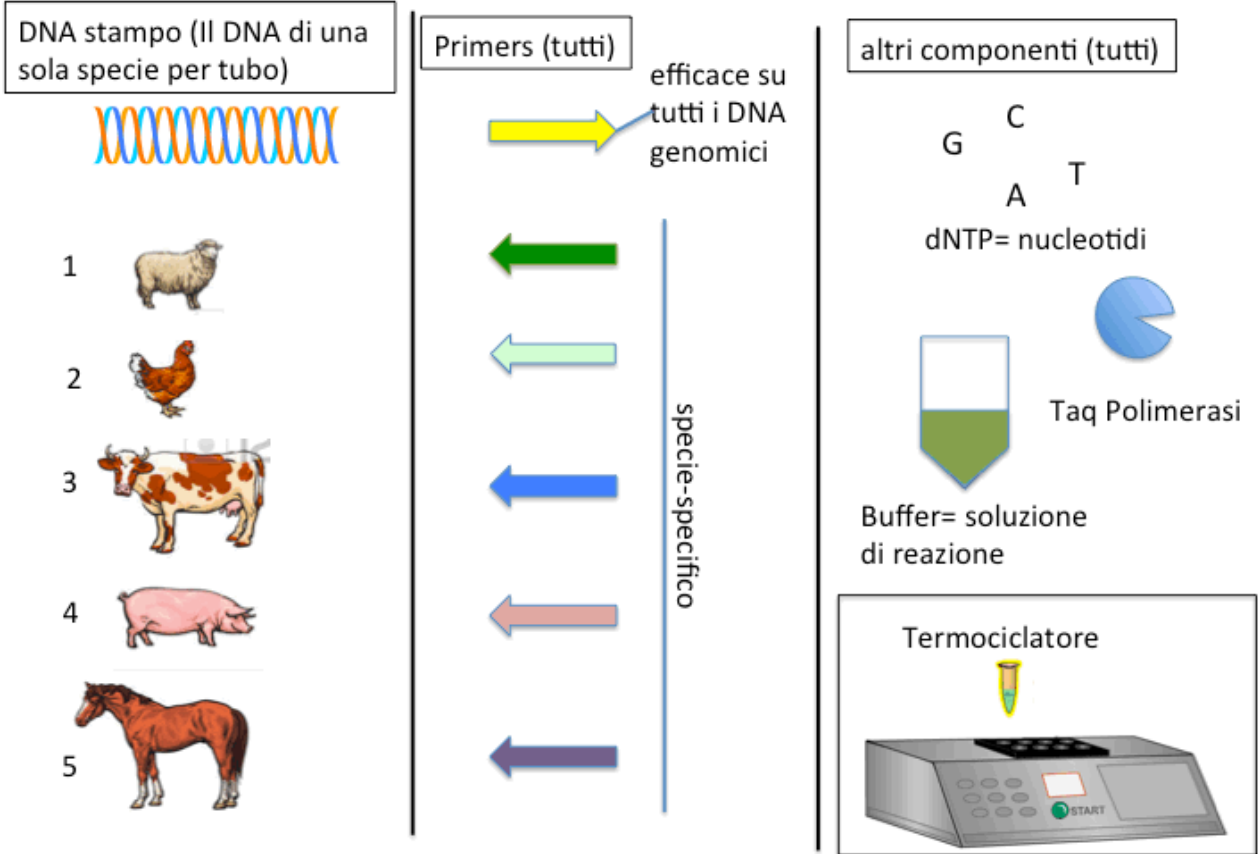 DNA stampo (Il DNA di una
sola specie per tubo)
1
2
3
4
5
Primers (tutti)
efficace su
tutti i DNA
genomici
specie-specifico
altri componenti (tutti)
C
G
T
A
dNTP= nucleotidi
Taq Polimerasi
Buffer= soluzione
di reazione
Termociclatore
START